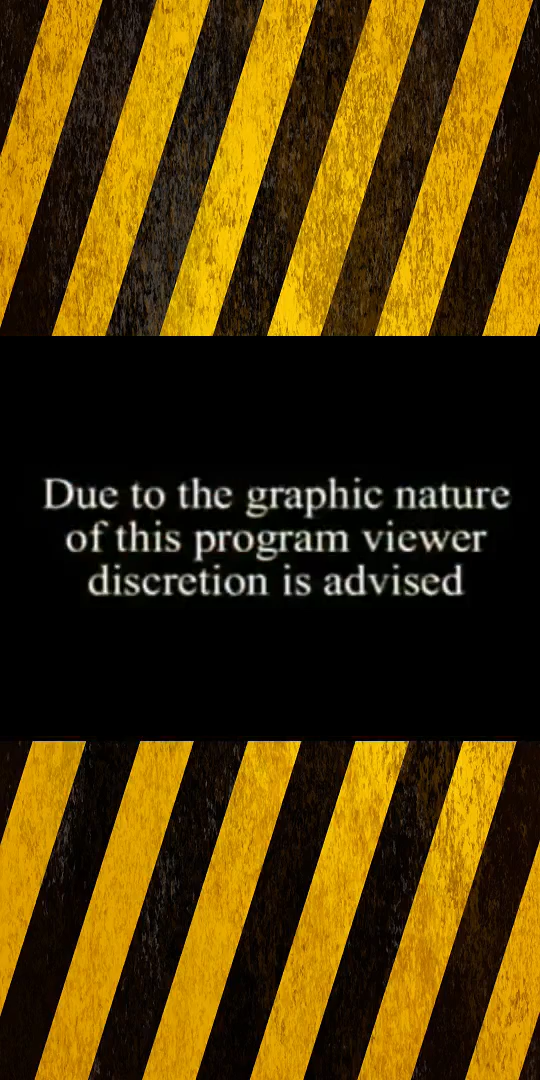 Due to the graphic nature
of this program viewer
discretion is advised